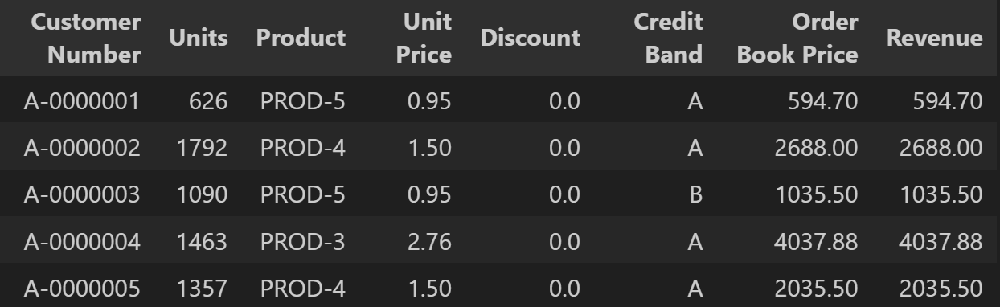 Customer Number Units Product Unit Price Discount Credit Band Order Book Price Revenue
A-0000001 626 PROD-5 0.95 0.0 A 594.70 594.70
A-0000002 1792 PROD-4 1.50 0.0 A 2688.00 2688.00
A-0000003 1090 PROD-5 0.95 0.0 B 1035.50 1035.50
A-0000004 1463 PROD-3 2.76 0.0 A 4037.88 4037.88
A-0000005 1357 PROD-4 1.50 0.0 A 2035.50 2035.50